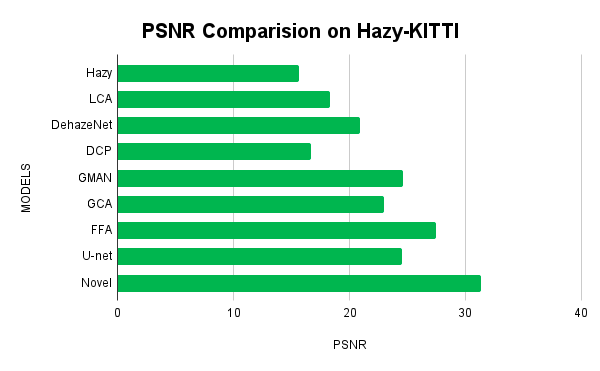 PSNR Comparision on Hazy-KITTI
MODELS
Hazy
LCA
DehazeNet
DCP
GMAN
GCA
FFA
U-net
Novel
0 10 20 30 40
PSNR